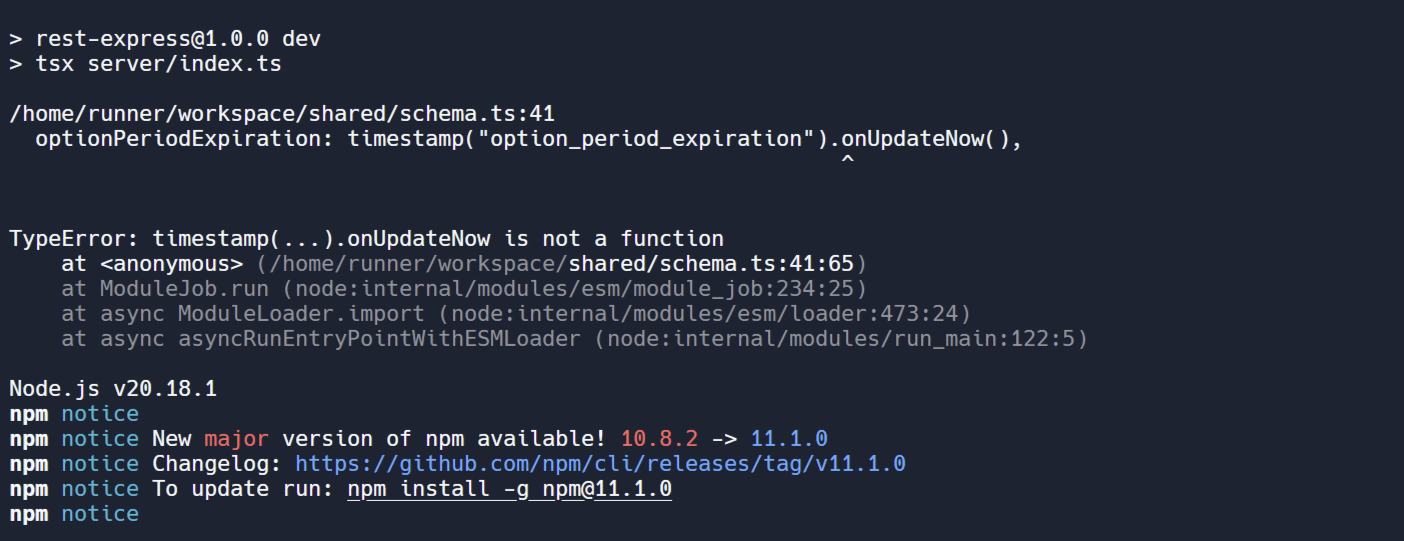 > rest-express@1.0.0 dev
> tsx server/index.ts
/home/runner/workspace/shared/schema.ts:41
  optionPeriodExpiration: timestamp("option_period_expiration").onUpdateNow(),
                                                                ^
TypeError: timestamp(...).onUpdateNow is not a function
    at <anonymous> (/home/runner/workspace/shared/schema.ts:41:65)
    at ModuleJob.run (node:internal/modules/esm/module_job:234:25)
    at async ModuleLoader.import (node:internal/modules/esm/loader:473:24)
    at async asyncRunEntryPointWithESMLoader (node:internal/modules/run_main:122:5)
Node.js v20.18.1
npm notice
npm notice New major version of npm available! 10.8.2 -> 11.1.0
npm notice Changelog: https://github.com/npm/cli/releases/tag/v11.1.0
npm notice To update run: npm install -g npm@11.1.0
npm notice